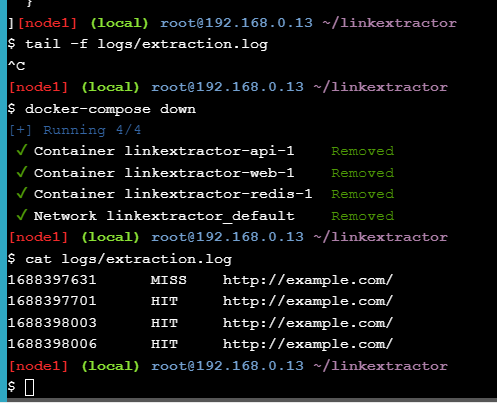 }
][node1] (local) root@192.168.0.13 ~/linkextractor
$ tail -f logs/extraction.log
^C
[node1] (local) root@192.168.0.13 ~/linkextractor
$ docker-compose down
[+] Running 4/4
✓ Container linkextractor-api-1 Removed
✓ Container linkextractor-web-1 Removed
✓ Container linkextractor-redis-1 Removed
✓ Network linkextractor_default Removed
[node1] (local) root@192.168.0.13 ~/linkextractor
$ cat logs/extraction.log
1688397631 MISS http://example.com/
1688397701 HIT http://example.com/
1688398003 HIT http://example.com/
1688398006 HIT http://example.com/
[node1] (local) root@192.168.0.13 ~/linkextractor
$